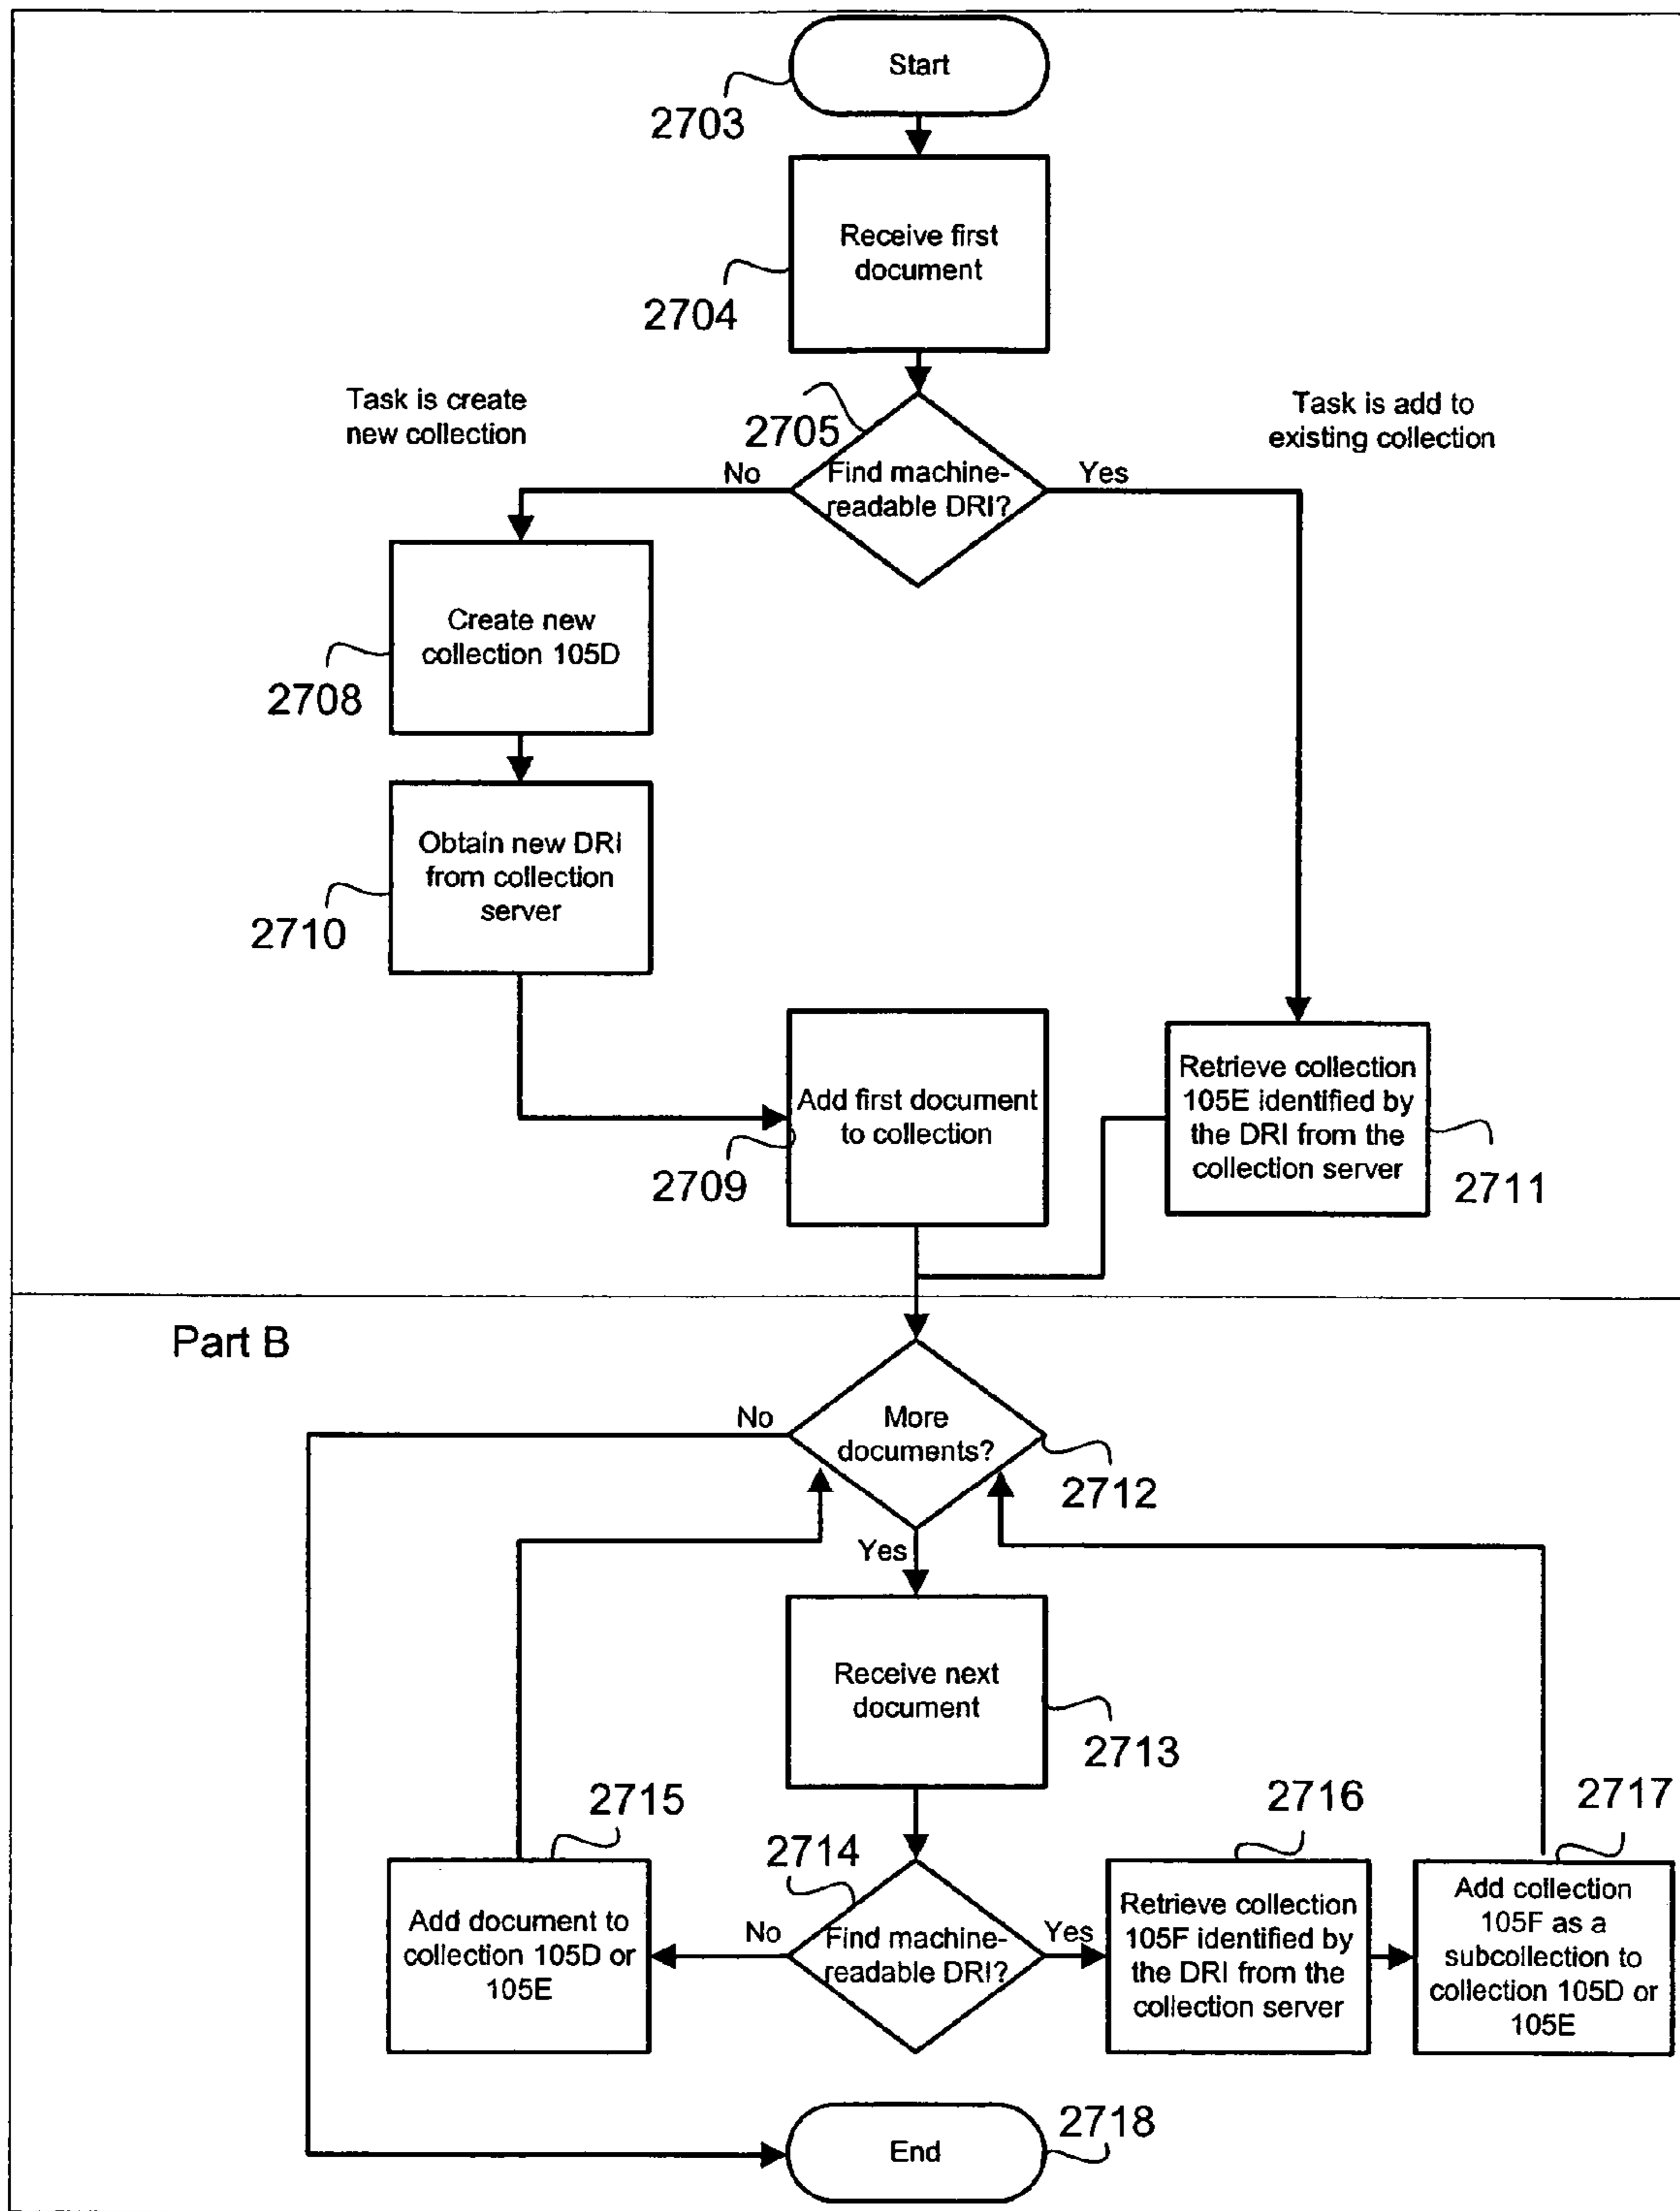 Start
2703
Receive first
document
2704
Task is create
new collection
2705
Task is add to
existing collection
No
Find machine-
readable DRI?
Yes
Create new
collection 105D
2708
Obtain new DRI
from collection
server
2710
Add first document
to collection
2709
Retrieve collection
105E identified by
the DRI from the
collection server
2711
Part B
No
More
documents?
2712
Yes
Receive next
document
2713
2715
2714
2716
2717
Add document to
collection 105D or
105E
No
Find machine-
readable DRI?
Yes
Retrieve collection
105F identified by
the DRI from the
collection server
Add collection
105F as a
subcollection to
collection 105D or
105E
End
2718